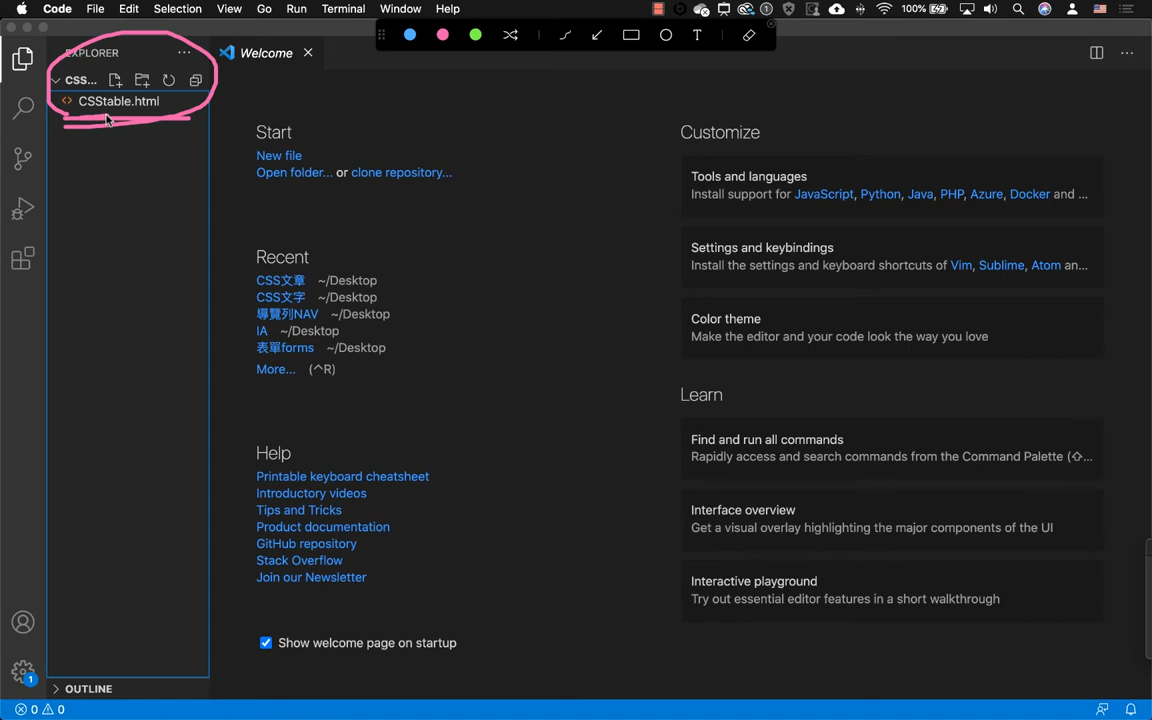 Code File Edit Selection View Go Run Terminal Window Help 100%
EXPLORER
Welcome
CSS...
CSStable.html
Start
New file
Open folder... or clone repository...
Recent
CSS文章 ~/Desktop
CSS文字 ~/Desktop
導覽列NAV ~/Desktop
IA ~/Desktop
表單forms ~/Desktop
More... (^R)
Help
Printable keyboard cheatsheet
Introductory videos
Tips and Tricks
Product documentation
GitHub repository
Stack Overflow
Join our Newsletter
Show welcome page on startup
Customize
Tools and languages
Install support for JavaScript, Python, Java, PHP, Azure, Docker and ...
Settings and keybindings
Install the settings and keyboard shortcuts of Vim, Sublime, Atom an...
Color theme
Make the editor and your code look the way you love
Learn
Find and run all commands
Rapidly access and search commands from the Command Palette (⇧...
Interface overview
Get a visual overlay highlighting the major components of the UI
Interactive playground
Try out essential editor features in a short walkthrough
1
OUTLINE
0 0